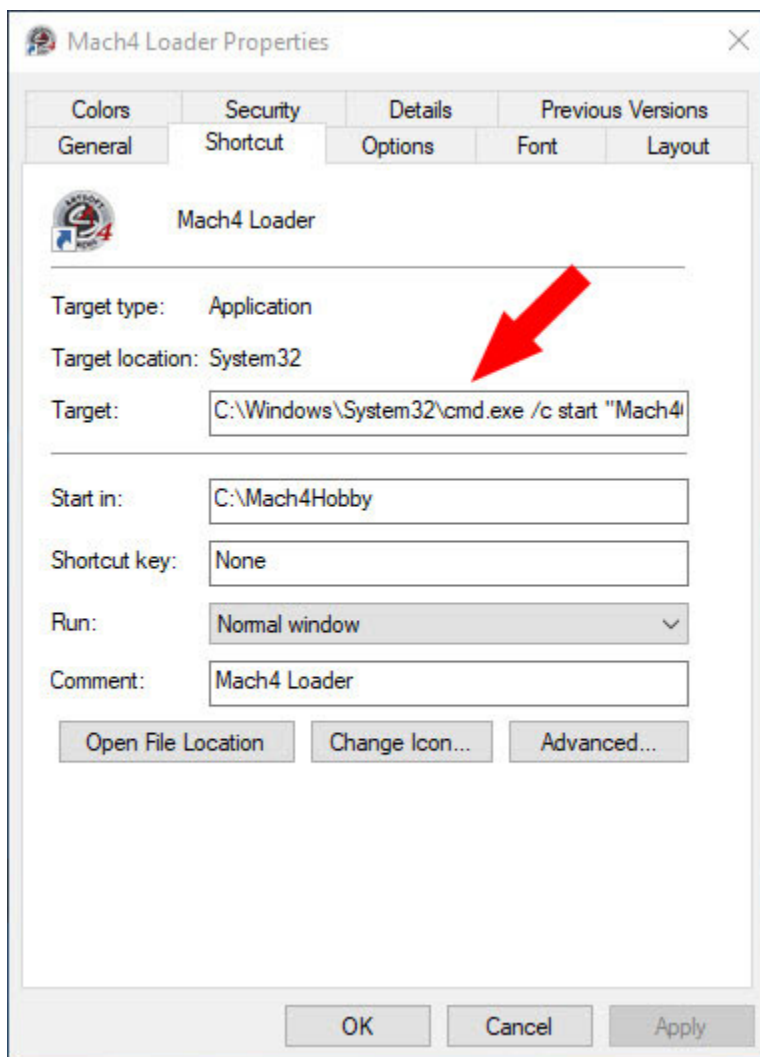 Mach4 Loader Properties
Colors Security Details Previous Versions
General Shortcut Options Font Layout
Mach4 Loader
Target type: Application
Target location: System32
Target: C:\Windows\System32\cmd.exe /c start "Mach4
Start in: C:\Mach4Hobby
Shortcut key: None
Run: Normal window
Comment: Mach4 Loader
Open File Location Change Icon... Advanced...
OK Cancel Apply